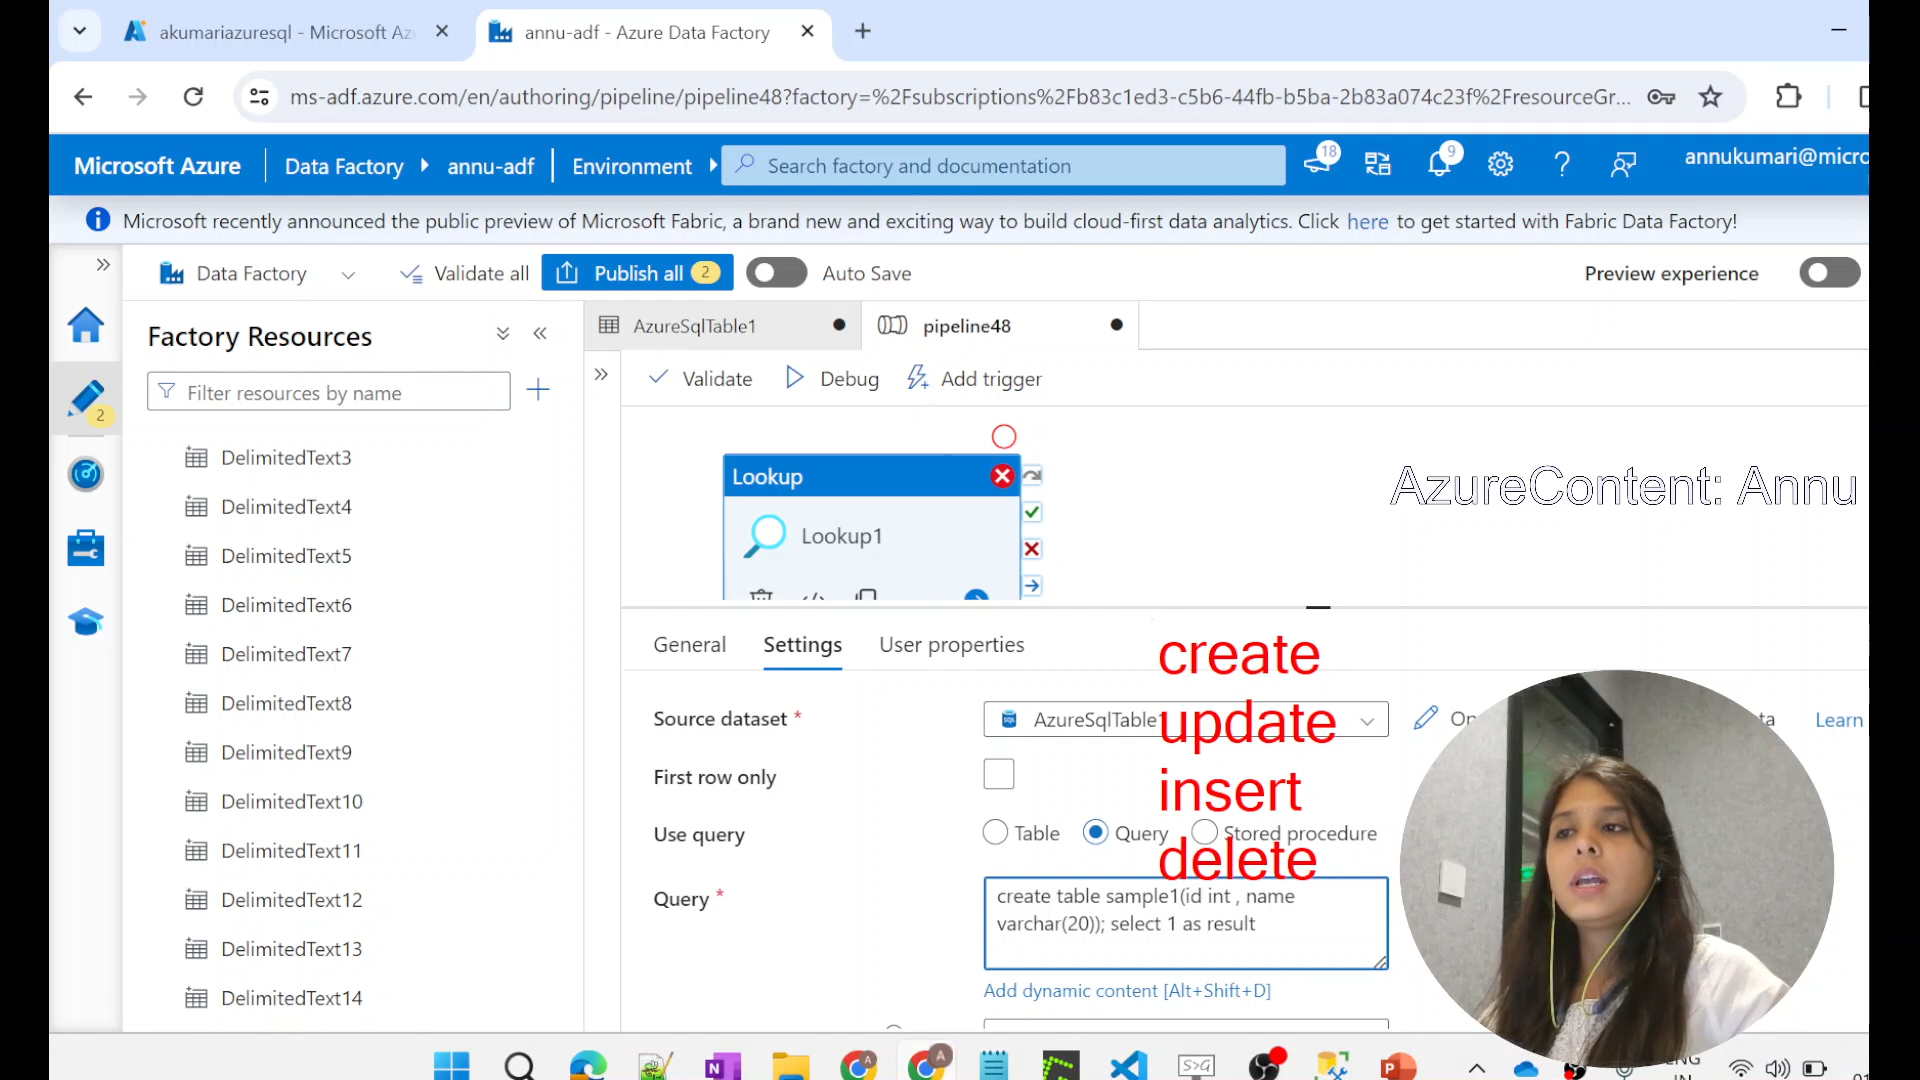 akumariazuresql - Microsoft Az
annu-adf - Azure Data Factory
ms-adf.azure.com/en/authoring/pipeline/pipeline48?factory=%2Fsubscriptions%2Fb83c1ed3-c5b6-44fb-b5ba-2b83a074c23f%2FresourceGr...
Microsoft Azure
Data Factory
annu-adf
Environment
Search factory and documentation
18
9
annukumari@micro
Microsoft recently announced the public preview of Microsoft Fabric, a brand new and exciting way to build cloud-first data analytics. Click here to get started with Fabric Data Factory!
Data Factory
Validate all
Publish all 2
Auto Save
Preview experience
Factory Resources
AzureSqlTable1
pipeline48
Filter resources by name
Validate
Debug
Add trigger
2
DelimitedText3
DelimitedText4
DelimitedText5
DelimitedText6
DelimitedText7
DelimitedText8
DelimitedText9
DelimitedText10
DelimitedText11
DelimitedText12
DelimitedText13
DelimitedText14
Lookup
Lookup1
AzureContent: Annu
General
Settings
User properties
create
update
insert
delete
Source dataset *
AzureSqlTable1
Learn
First row only
Use query
Table
Query
Stored procedure
Query *
create table sample1(id int , name
varchar(20)); select 1 as result
Add dynamic content [Alt+Shift+D]
ENG
IN